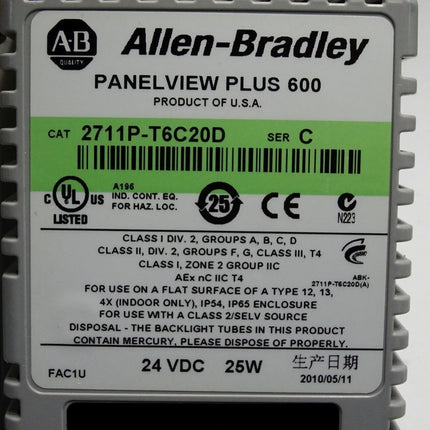 AB
QUALITY
Allen-Bradley
PANELVIEW PLUS 600
PRODUCT OF U.S.A.
CAT 2711P-T6C20D SER C
C UL US
LISTED
A196
IND. CONT. EQ.
FOR HAZ. LOC.
25
CE
N223
CLASS I DIV. 2, GROUPS A, B, C, D
CLASS II, DIV. 2, GROUPS F, G, CLASS III, T4
CLASS I, ZONE 2 GROUP IIC
AEx nC IIC T4
ABK-
2711P-T6C20D(A)
FOR USE ON A FLAT SURFACE OF A TYPE 12, 13,
4X (INDOOR ONLY), IP54, IP65 ENCLOSURE
FOR USE WITH A CLASS 2/SELV SOURCE
DISPOSAL - THE BACKLIGHT TUBES IN THIS PRODUCT
CONTAIN MERCURY, PLEASE DISPOSE OF PROPERLY.
24 VDC 25W
生产日期
2010/05/11
FAC1U